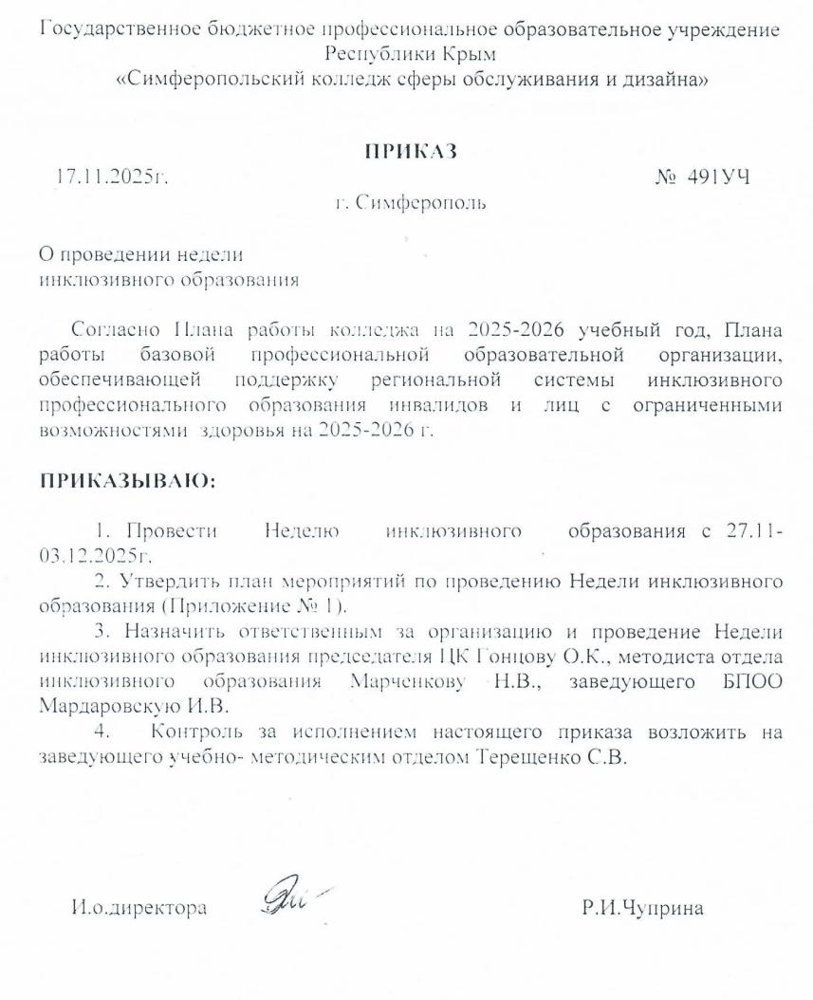 Государственное бюджетное профессиональное образовательное учреждение
Республики Крым
«Симферопольский колледж сферы обслуживания и дизайна»
ПРИКАЗ
17.11.2025г. № 491УЧ
г. Симферополь
О проведении недели
инклюзивного образования
Согласно Плана работы колледжа на 2025-2026 учебный год, Плана
работы базовой профессиональной образовательной организации,
обеспечивающей поддержку региональной системы инклюзивного
профессионального образования инвалидов и лиц с ограниченными
возможностями здоровья на 2025-2026 г.
ПРИКАЗЫВАЮ:
1. Провести Неделю инклюзивного образования с 27.11-
03.12.2025г.
2. Утвердить план мероприятий по проведению Недели инклюзивного
образования (Приложение № 1).
3. Назначить ответственным за организацию и проведение Недели
инклюзивного образования председателя ЦК Гонцову О.К., методиста отдела
инклюзивного образования Марченкову Н.В., заведующего БПОО
Мардаровскую И.В.
4. Контроль за исполнением настоящего приказа возложить на
заведующего учебно- методическим отделом Терещенко С.В.
И.о.директора Р.И.Чуприна